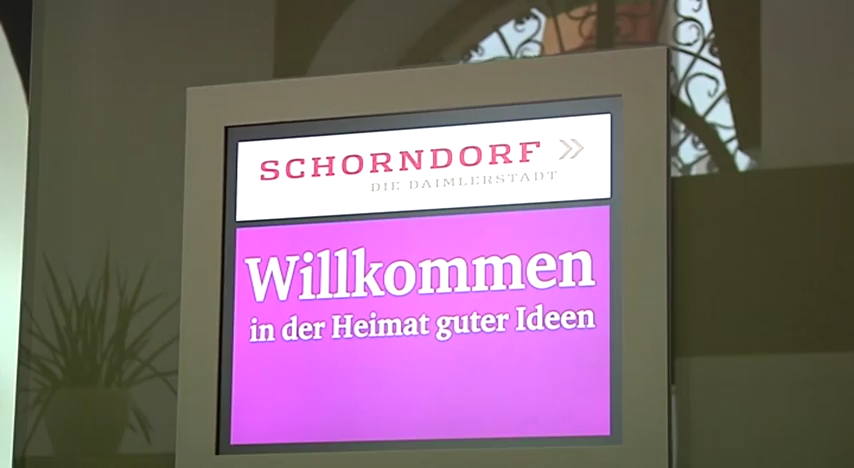 SCHORNDORF »
DIE DAIMLERSTADT
Willkommen
in der Heimat guter Ideen